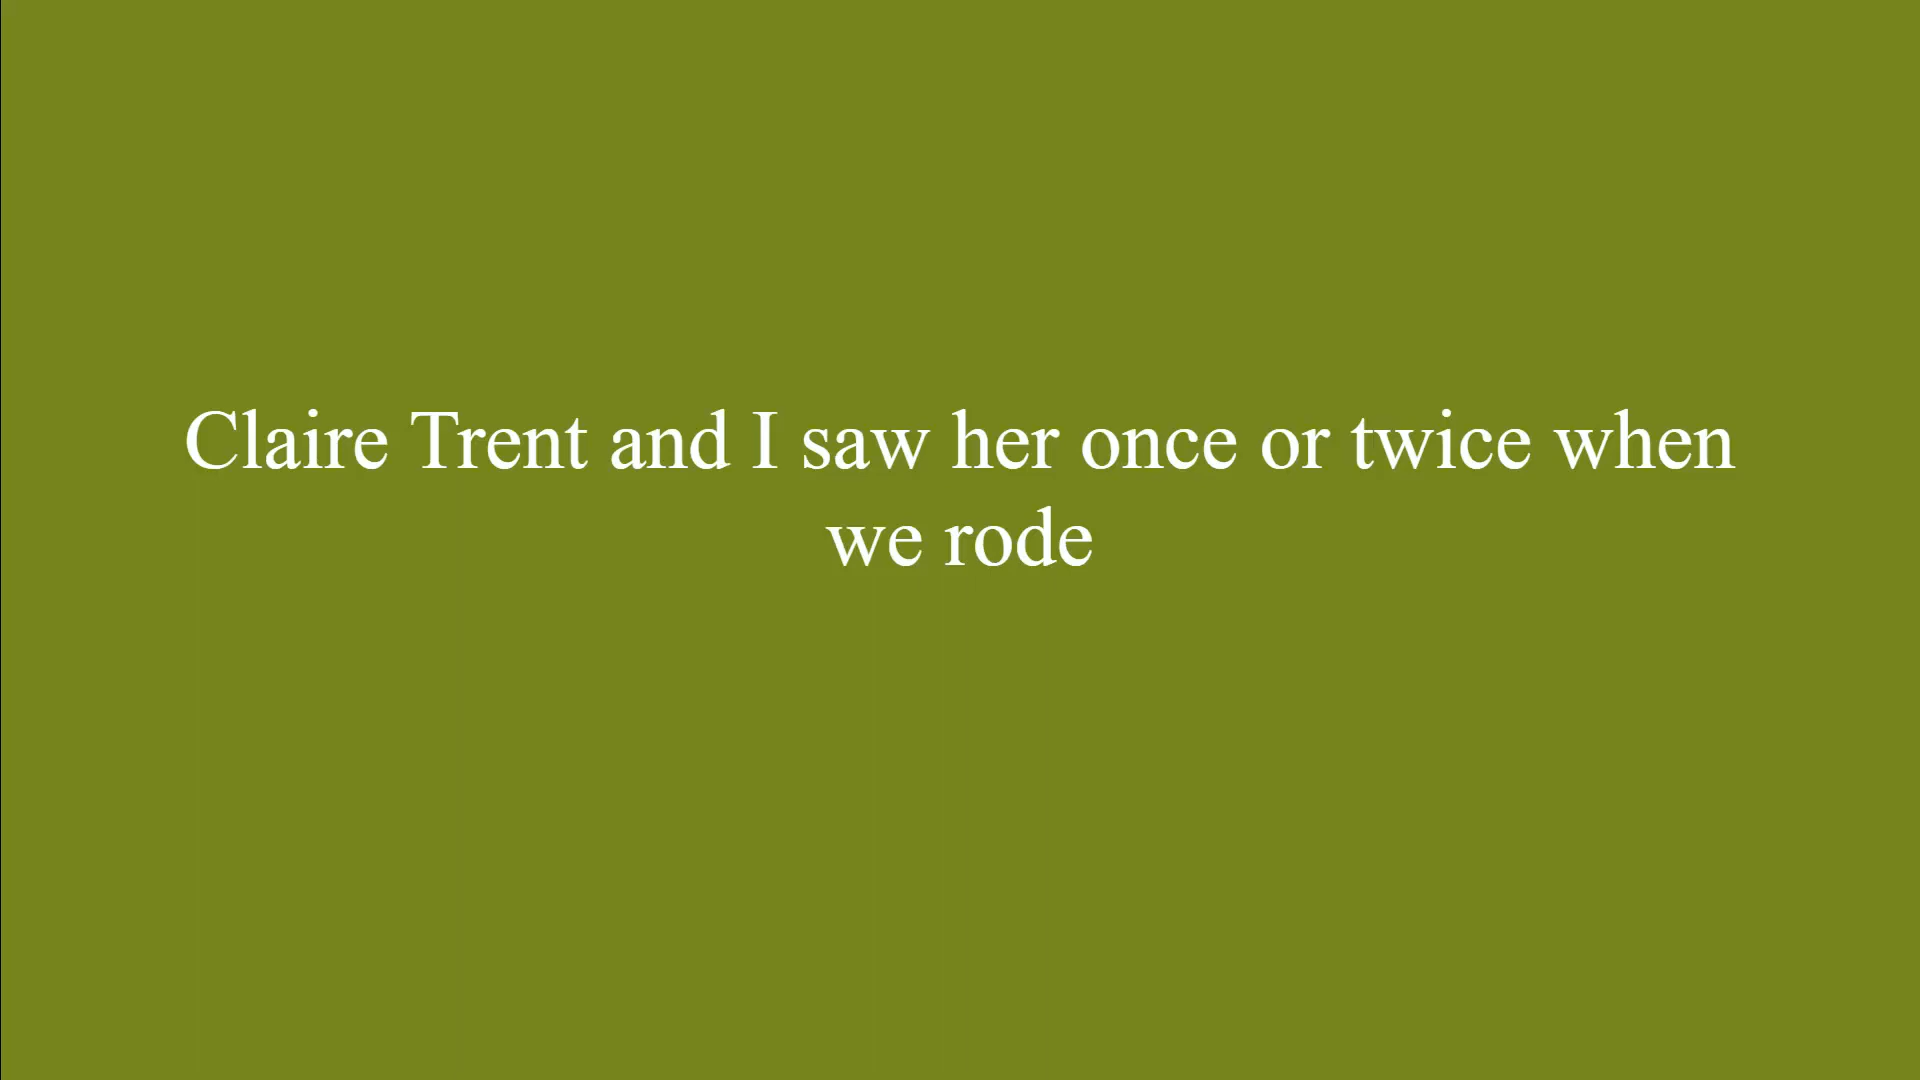 Claire Trent and I saw her once or twice when
we rode